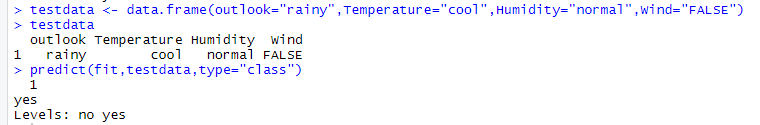 > testdata <- data.frame(outlook="rainy",Temperature="cool",Humidity="normal",Wind="FALSE")
> testdata
  outlook Temperature Humidity  Wind
1   rainy        cool   normal FALSE
> predict(fit,testdata,type="class")
  1
yes
Levels: no yes